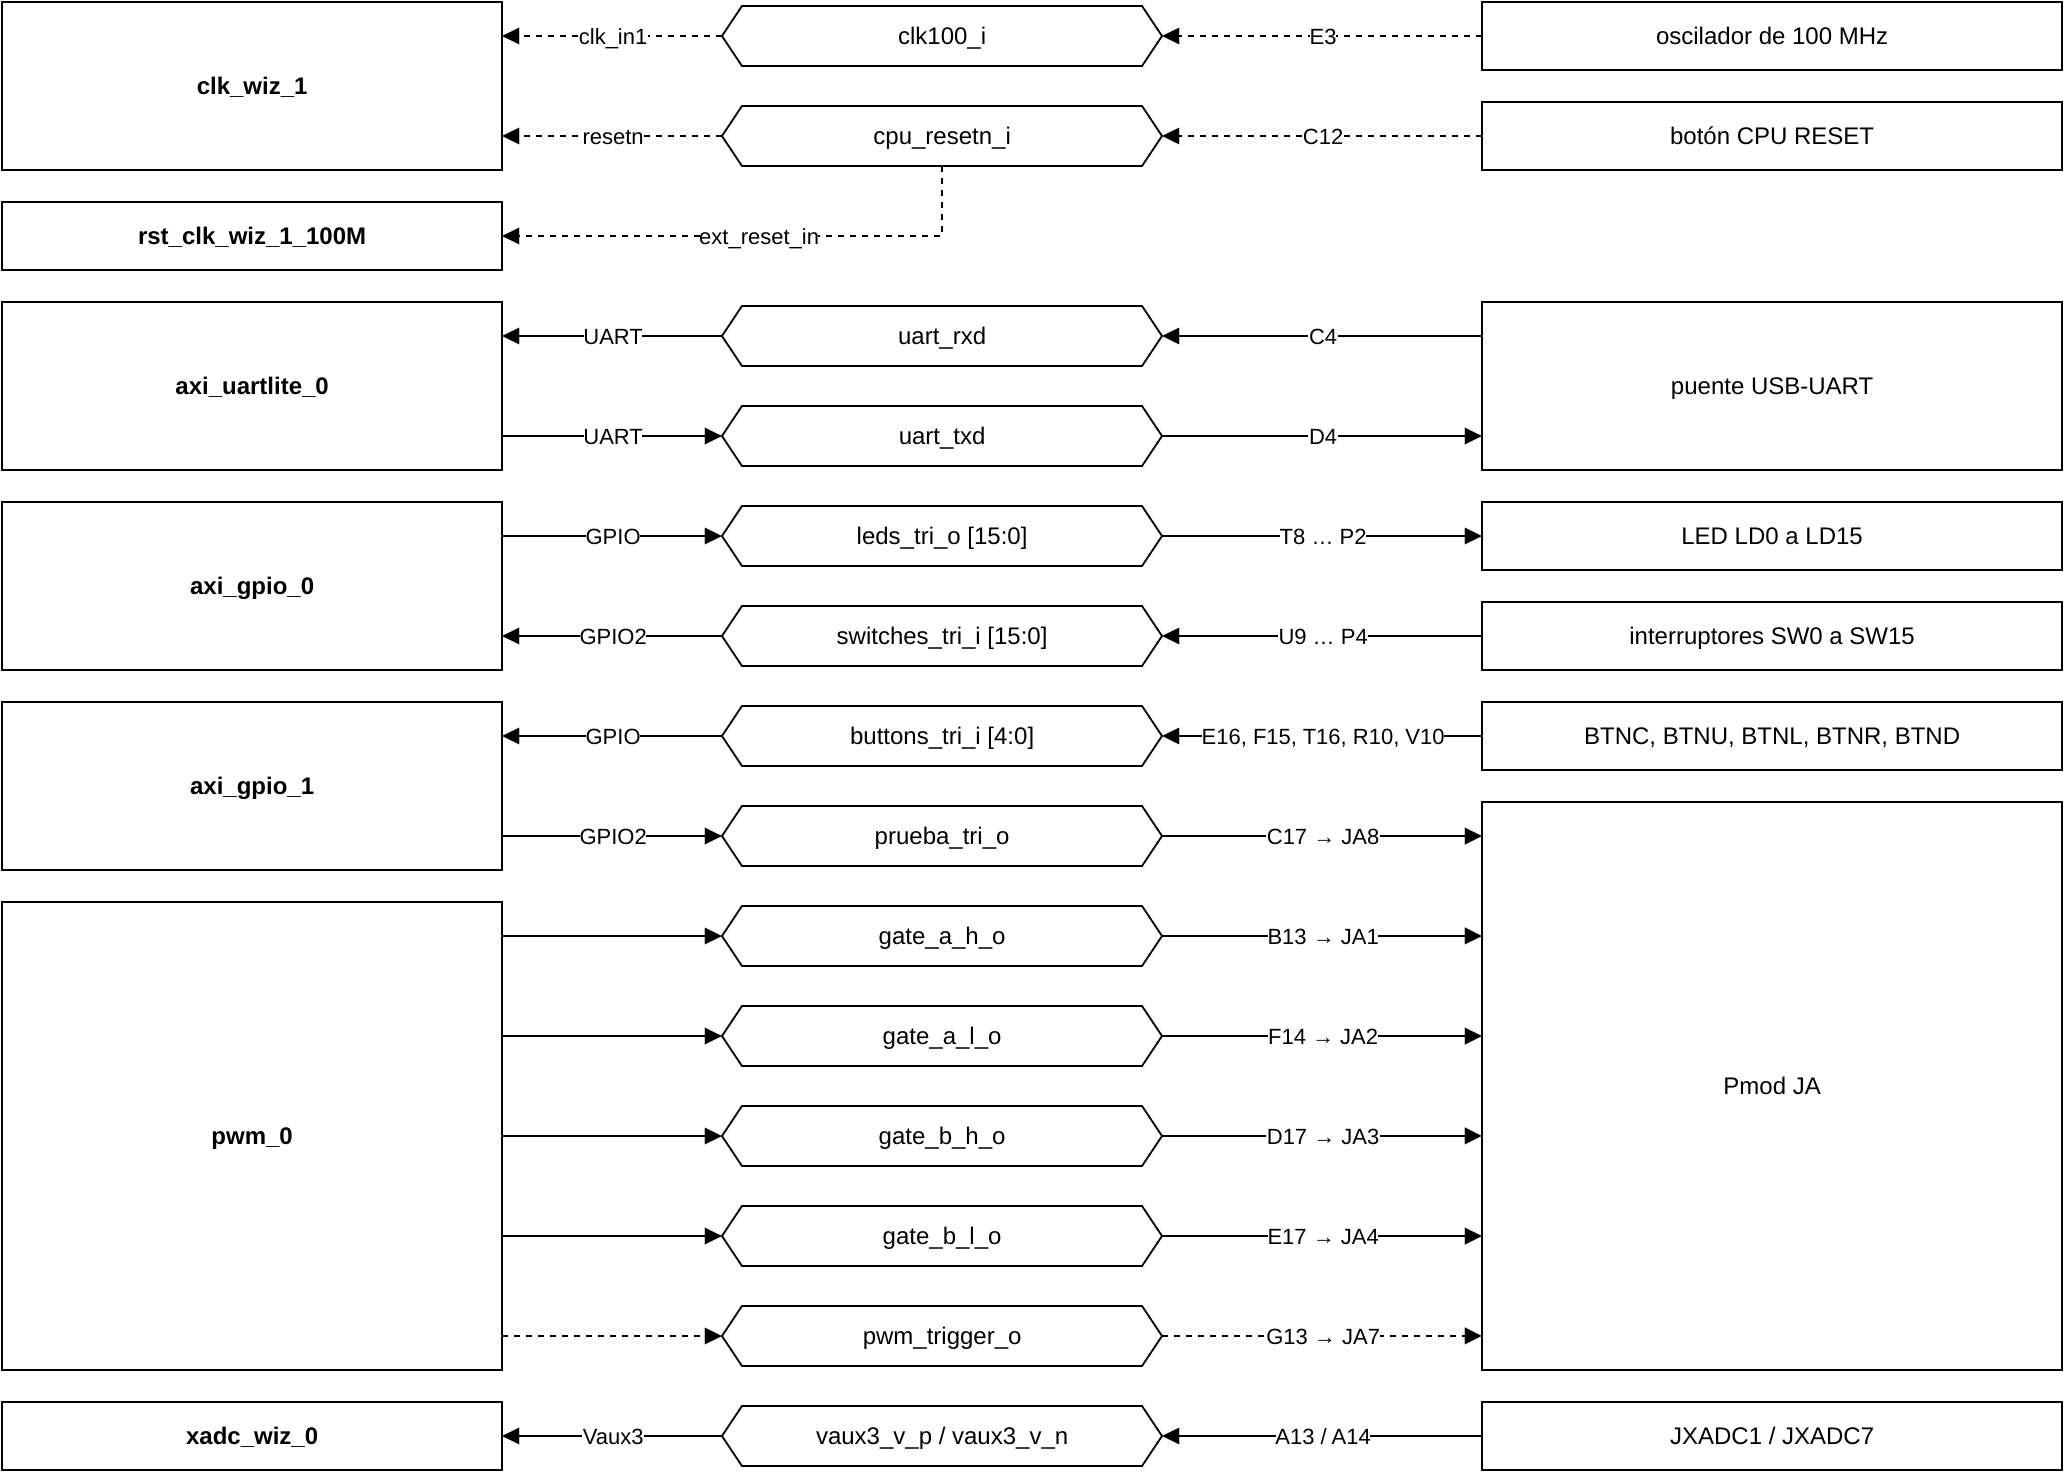 clk_wiz_1
clk_in1
clk100_i
E3
oscilador de 100 MHz
resetn
cpu_resetn_i
C12
botón CPU RESET
rst_clk_wiz_1_100M
ext_reset_in
axi_uartlite_0
UART
uart_rxd
C4
puente USB-UART
UART
uart_txd
D4
axi_gpio_0
GPIO
leds_tri_o [15:0]
T8 … P2
LED LD0 a LD15
GPIO2
switches_tri_i [15:0]
U9 … P4
interruptores SW0 a SW15
axi_gpio_1
GPIO
buttons_tri_i [4:0]
E16, F15, T16, R10, V10
BTNC, BTNU, BTNL, BTNR, BTND
GPIO2
prueba_tri_o
C17 → JA8
Pmod JA
pwm_0
gate_a_h_o
B13 → JA1
gate_a_l_o
F14 → JA2
gate_b_h_o
D17 → JA3
gate_b_l_o
E17 → JA4
pwm_trigger_o
G13 → JA7
xadc_wiz_0
Vaux3
vaux3_v_p / vaux3_v_n
A13 / A14
JXADC1 / JXADC7